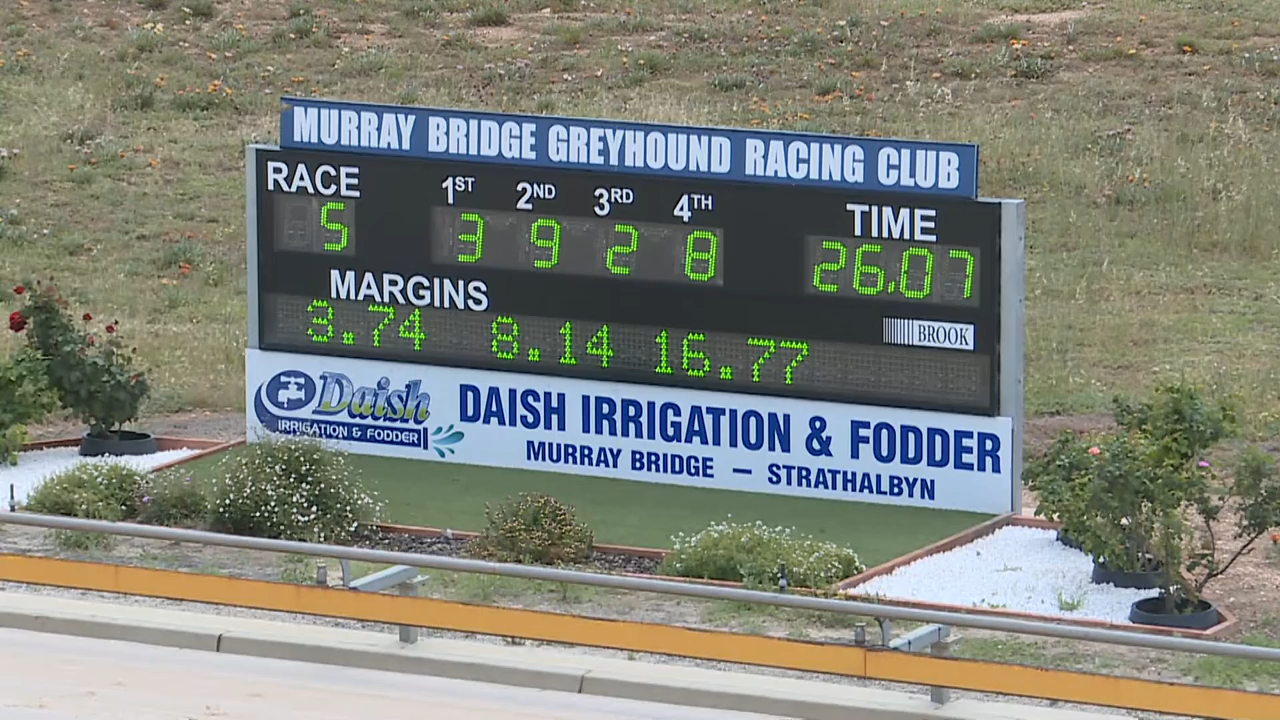 MURRAY BRIDGE GREYHOUND RACING CLUB
RACE 1ST 2ND 3RD 4TH TIME
5 3 9 2 8 26.07
MARGINS
3.74 8.14 16.77
BROOK
Daish
IRRIGATION & FODDER
DAISH IRRIGATION & FODDER
MURRAY BRIDGE – STRATHALBYN